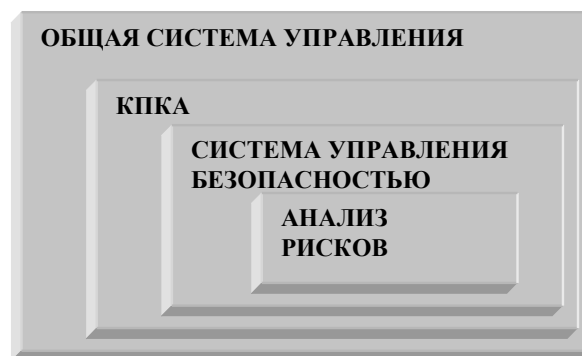 ОБЩАЯ СИСТЕМА УПРАВЛЕНИЯ
КПКА
СИСТЕМА УПРАВЛЕНИЯ
БЕЗОПАСНОСТЬЮ
АНАЛИЗ
РИСКОВ